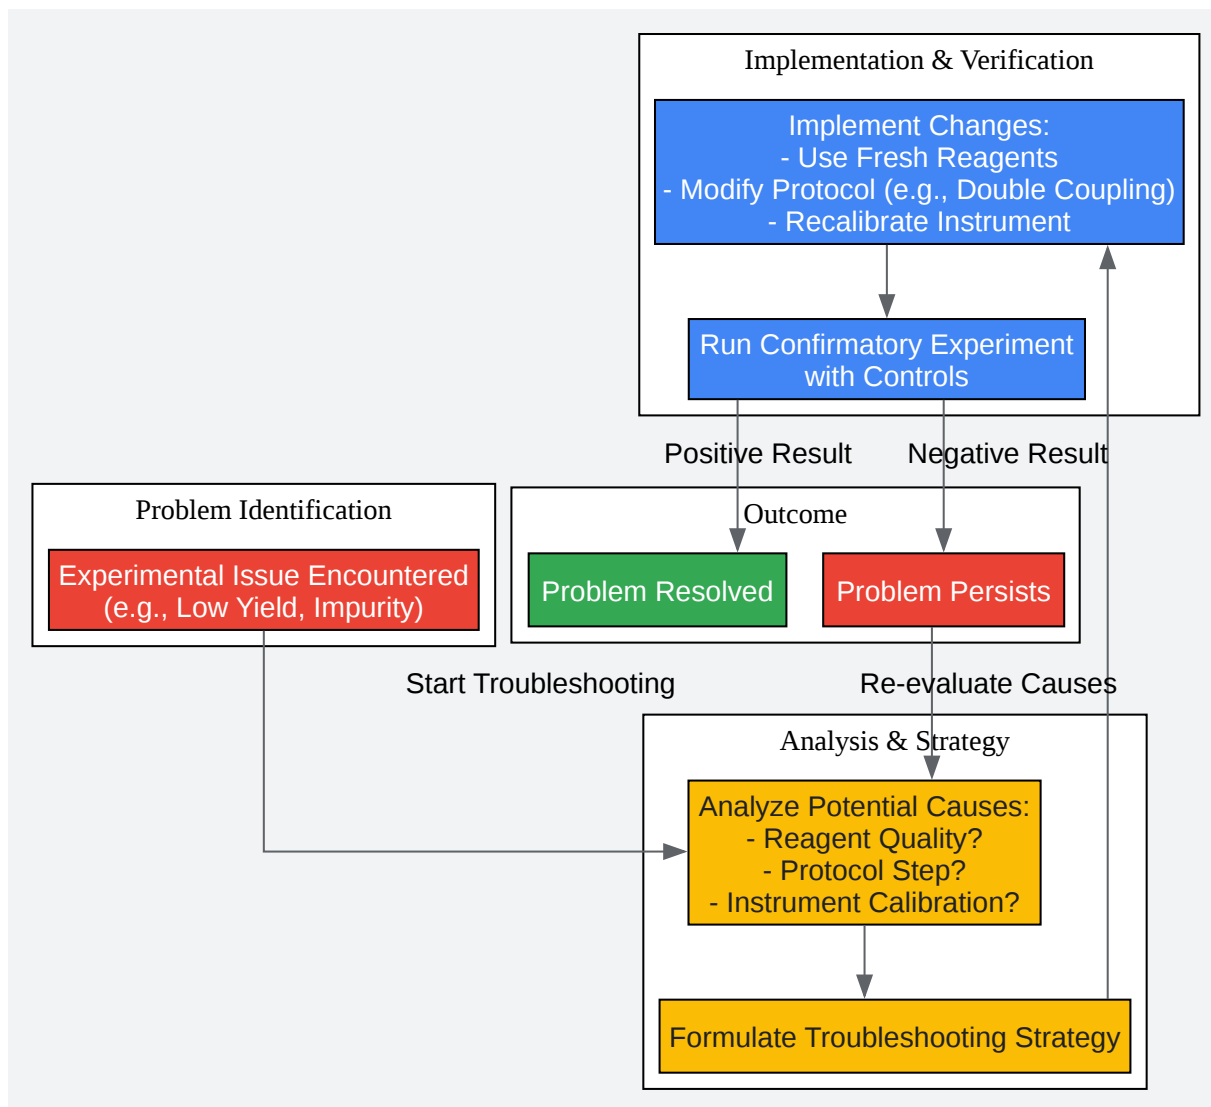 Implementation & Verification
Implement Changes:
- Use Fresh Reagents
- Modify Protocol (e.g., Double Coupling)
- Recalibrate Instrument
Run Confirmatory Experiment
with Controls
Positive Result
Negative Result
Problem Identification
Experimental Issue Encountered
(e.g., Low Yield, Impurity)
Outcome
Problem Resolved
Problem Persists
Start Troubleshooting
Re-evaluate Causes
Analysis & Strategy
Analyze Potential Causes:
- Reagent Quality?
- Protocol Step?
- Instrument Calibration?
Formulate Troubleshooting Strategy